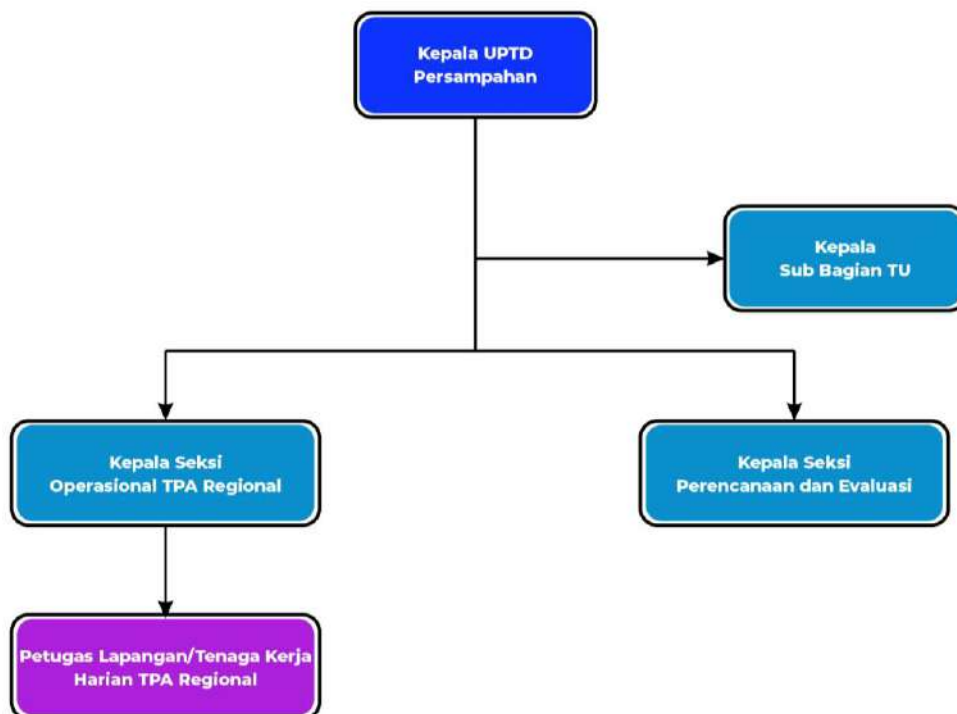 Kepala UPTD
Persampahan
Kepala
Sub Bagian TU
Kepala Seksi
Operasional TPA Regional
Kepala Seksi
Perencanaan dan Evaluasi
Petugas Lapangan/Tenaga Kerja
Harian TPA Regional